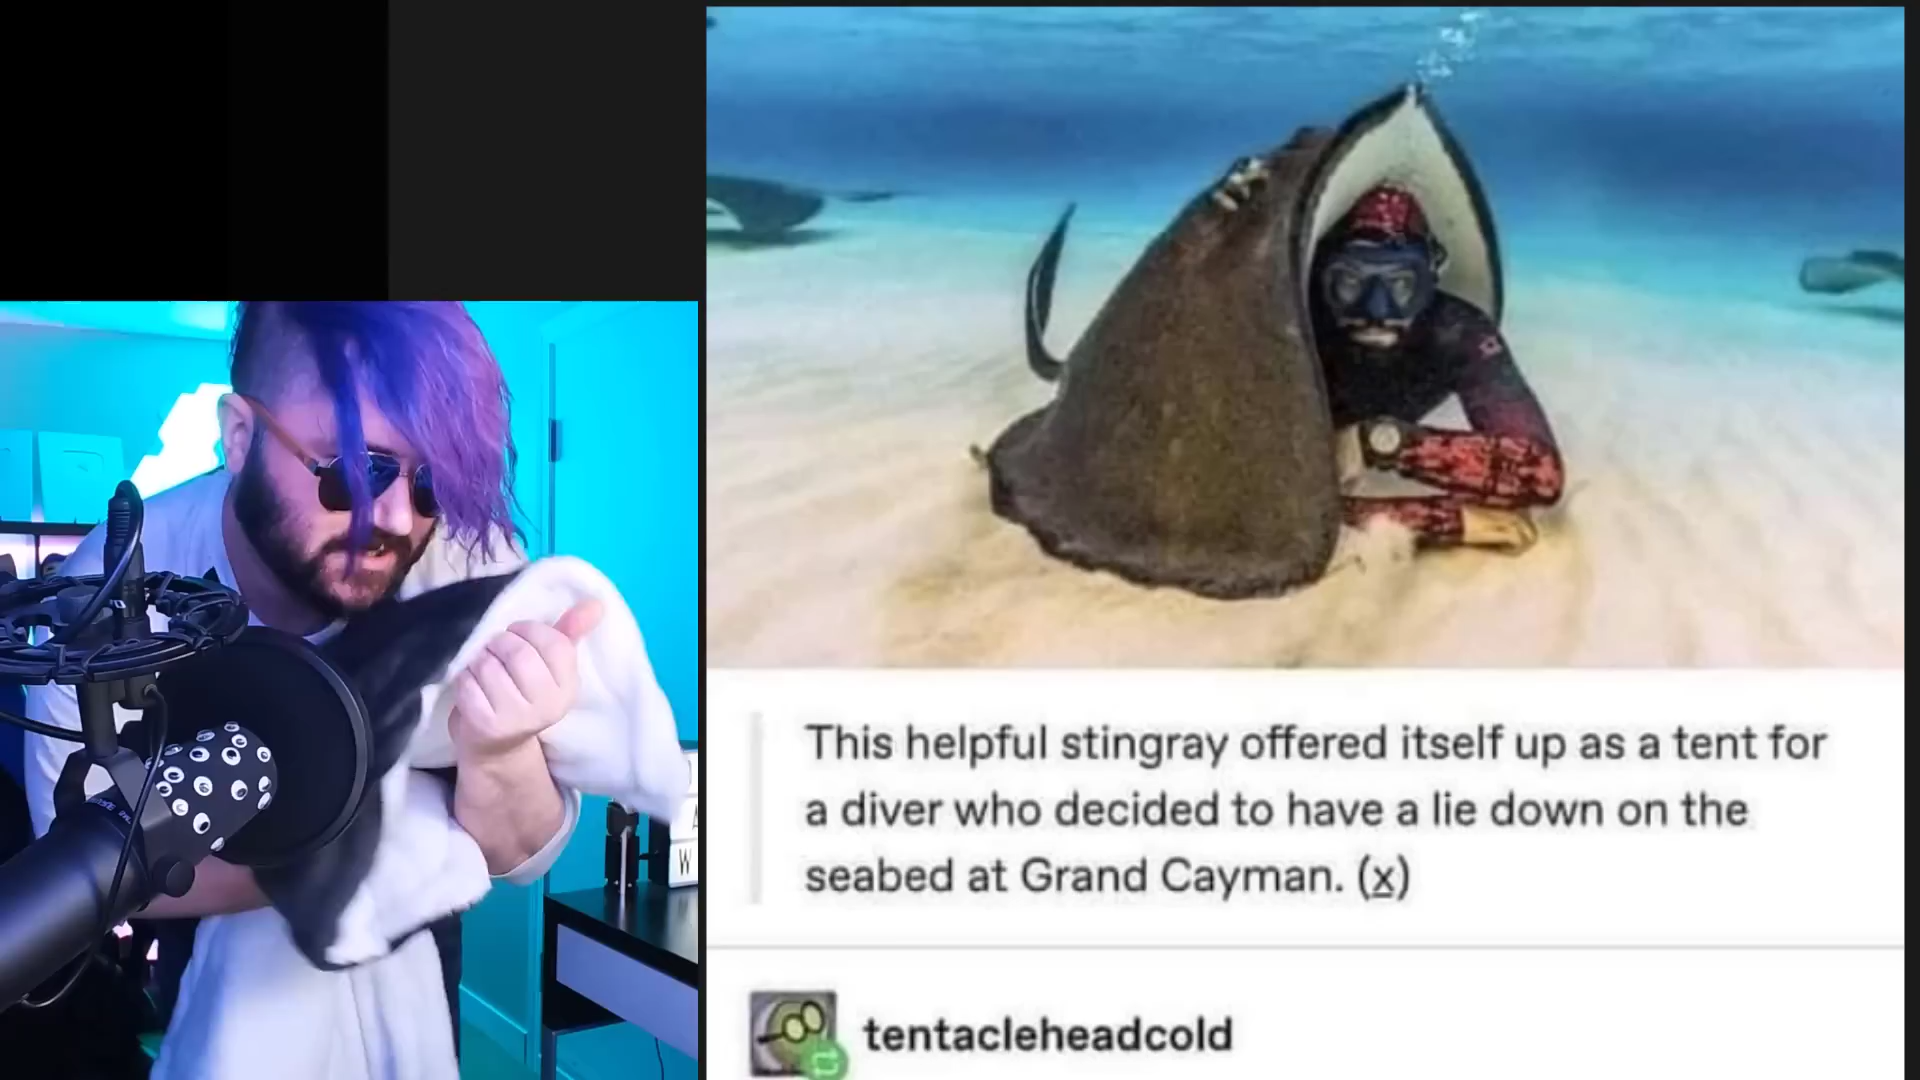 This helpful stingray offered itself up as a tent for
a diver who decided to have a lie down on the
seabed at Grand Cayman. (x)
tentacleheadcold
W